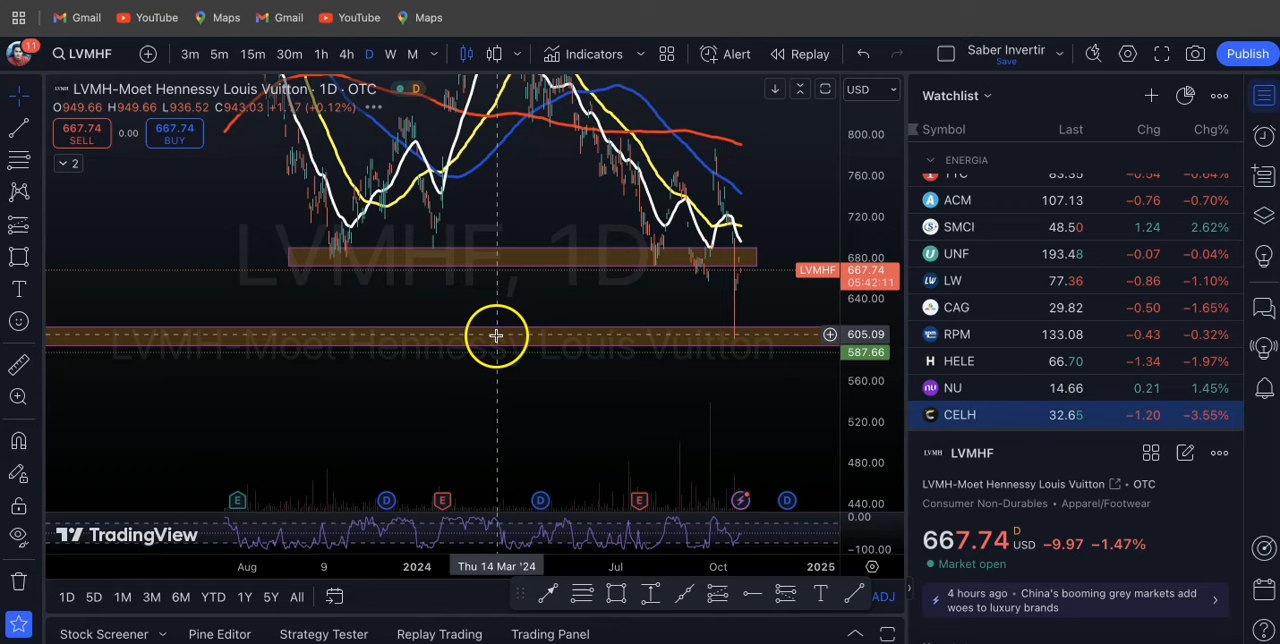 Gmail YouTube Maps Gmail YouTube Maps
11 LVMHF 3m 5m 15m 30m 1h 4h D W M Indicators Alert Replay Saber Invertir Save Publish
LVMH-Moet Hennessy Louis Vuitton · 1D · OTC D USD
O949.66 H949.66 L936.52 C943.03 (+0.12%)
667.74 SELL 0.00 667.74 BUY
2
LVMHF, 1D
LVMH-Moet Hennessy Louis Vuitton
800.00
760.00
720.00
680.00
LVMHF 667.74
05:42:11
640.00
605.09
587.66
560.00
520.00
480.00
440.00
E D E D E D
0.00
−100.00
TradingView
Aug 9 2024 Thu 14 Mar '24 Jul Oct 2025
1D 5D 1M 3M 6M YTD 1Y 5Y All ADJ
Stock Screener Pine Editor Strategy Tester Replay Trading Trading Panel
Watchlist
Symbol Last Chg Chg%
ENERGIA
ACM 107.13 −0.76 −0.70%
SMCI 48.50 1.24 2.62%
UNF 193.48 −0.07 −0.04%
LW 77.36 −0.86 −1.10%
CAG 29.82 −0.50 −1.65%
RPM 133.08 −0.43 −0.32%
HELE 66.70 −1.34 −1.97%
NU 14.66 0.21 1.45%
CELH 32.65 −1.20 −3.55%
LVMH LVMHF
LVMH-Moet Hennessy Louis Vuitton · OTC
Consumer Non-Durables · Apparel/Footwear
667.74 D USD −9.97 −1.47%
Market open
4 hours ago · China's booming grey markets add
woes to luxury brands